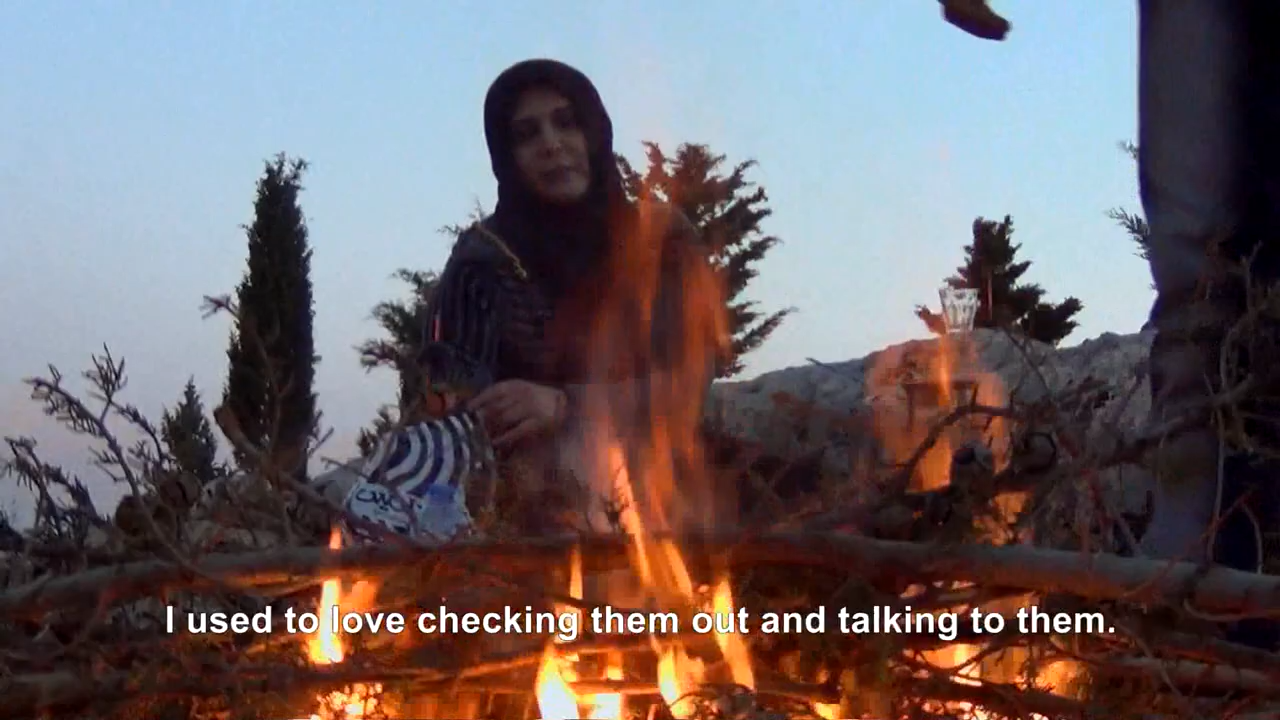 I used to love checking them out and talking to them.